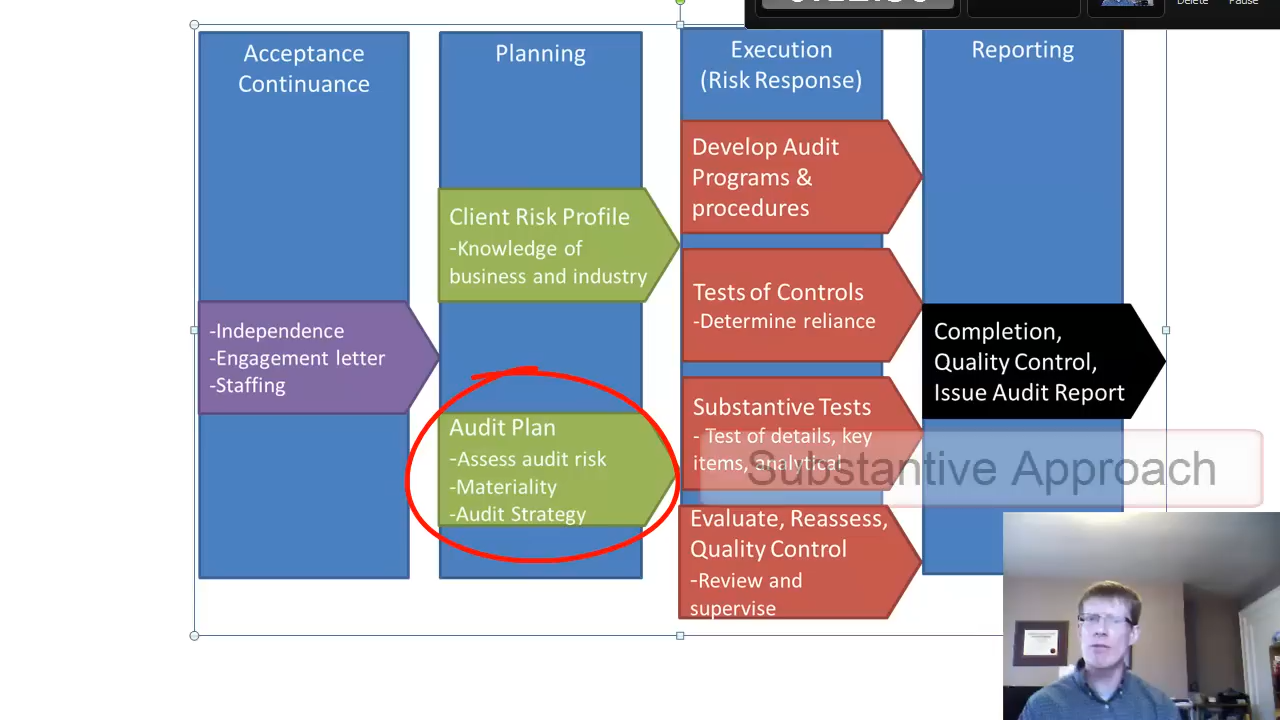 Delete
Pause
Acceptance
Continuance
Planning
Execution
(Risk Response)
Reporting
-Independence
-Engagement letter
-Staffing
Client Risk Profile
-Knowledge of
business and industry
Audit Plan
-Assess audit risk
-Materiality
-Audit Strategy
Develop Audit
Programs &
procedures
Tests of Controls
-Determine reliance
Substantive Tests
- Test of details, key
items, analytical
Evaluate, Reassess,
Quality Control
-Review and
supervise
Completion,
Quality Control,
Issue Audit Report
Substantive Approach